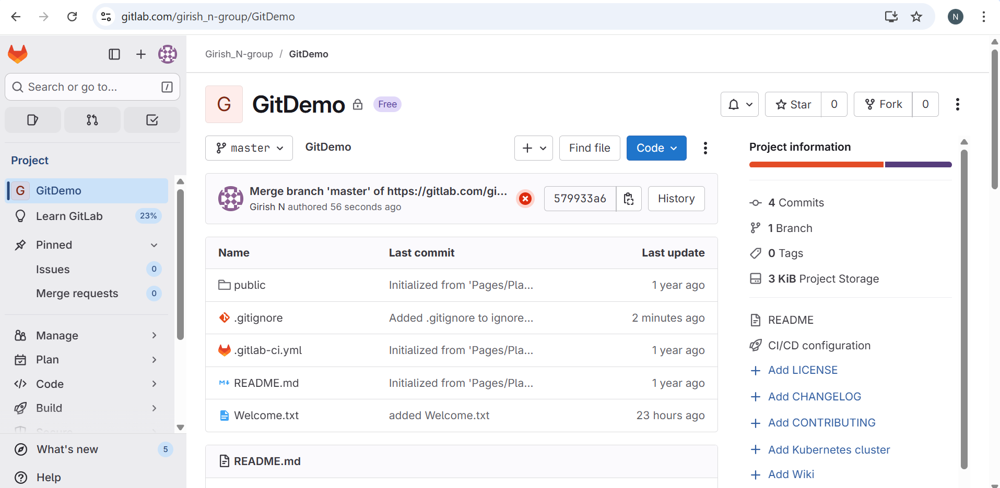 gitlab.com/girish_n-group/GitDemo
N
Search or go to...
/
Project
G GitDemo
Learn GitLab 23%
Pinned
Issues 0
Merge requests 0
Manage
Plan
Code
Build
Secure
What's new 5
Help
Girish_N-group / GitDemo
G GitDemo Free
Star 0 Fork 0
master GitDemo Find file Code
Merge branch 'master' of https://gitlab.com/gi...
Girish N authored 56 seconds ago
579933a6 History
Name Last commit Last update
public Initialized from 'Pages/Pla... 1 year ago
.gitignore Added .gitignore to ignore... 2 minutes ago
.gitlab-ci.yml Initialized from 'Pages/Pla... 1 year ago
README.md Initialized from 'Pages/Pla... 1 year ago
Welcome.txt added Welcome.txt 23 hours ago
README.md
Project information
4 Commits
1 Branch
0 Tags
3 KiB Project Storage
README
CI/CD configuration
Add LICENSE
Add CHANGELOG
Add CONTRIBUTING
Add Kubernetes cluster
Add Wiki